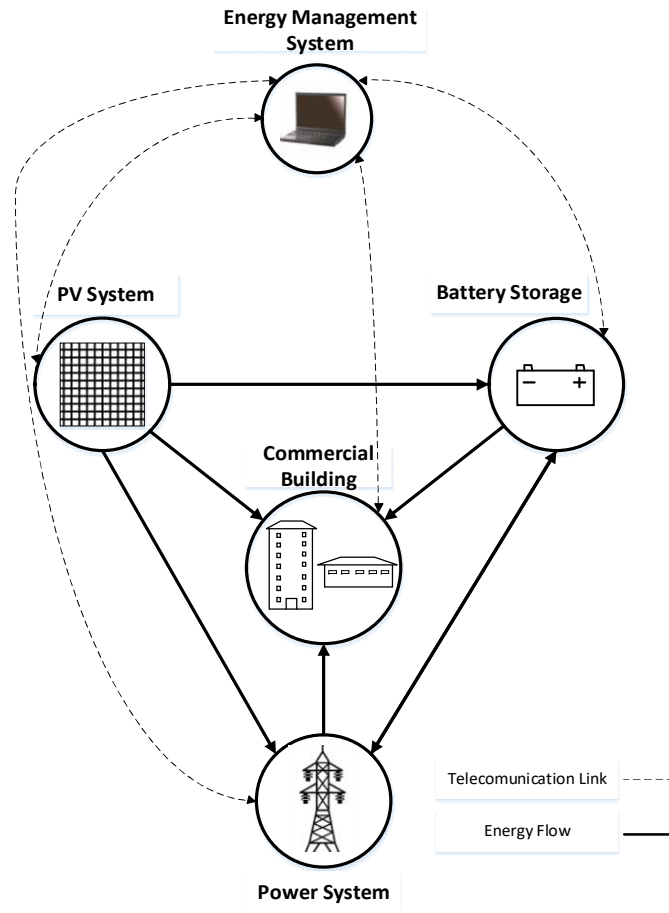 Energy Management
System
PV System
Battery Storage
Commercial
Building
Telecomunication Link
Energy Flow
Power System